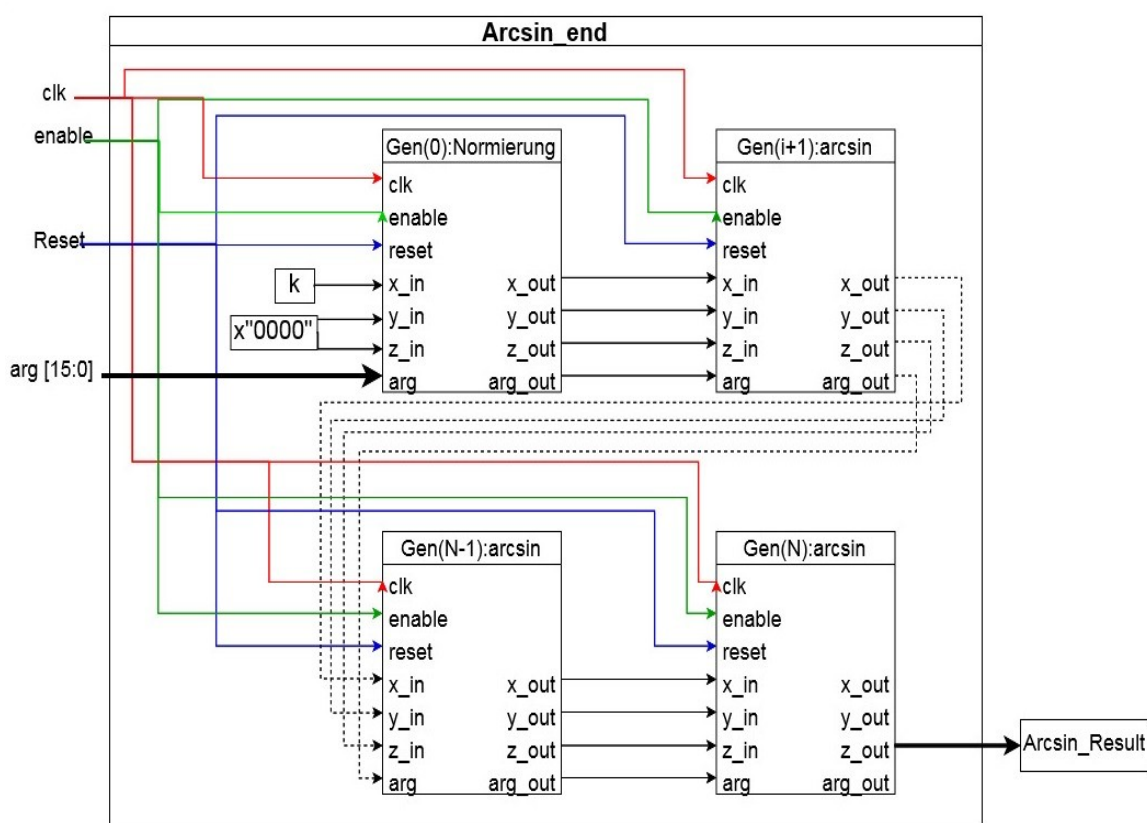 Arcsin_end
clk
enable
Reset
arg [15:0]
k
x"0000"
Gen(0):Normierung
clk
enable
reset
x_in x_out
y_in y_out
z_in z_out
arg arg_out
Gen(i+1):arcsin
clk
enable
reset
x_in x_out
y_in y_out
z_in z_out
arg arg_out
Gen(N-1):arcsin
clk
enable
reset
x_in x_out
y_in y_out
z_in z_out
arg arg_out
Gen(N):arcsin
clk
enable
reset
x_in x_out
y_in y_out
z_in z_out
arg arg_out
Arcsin_Result